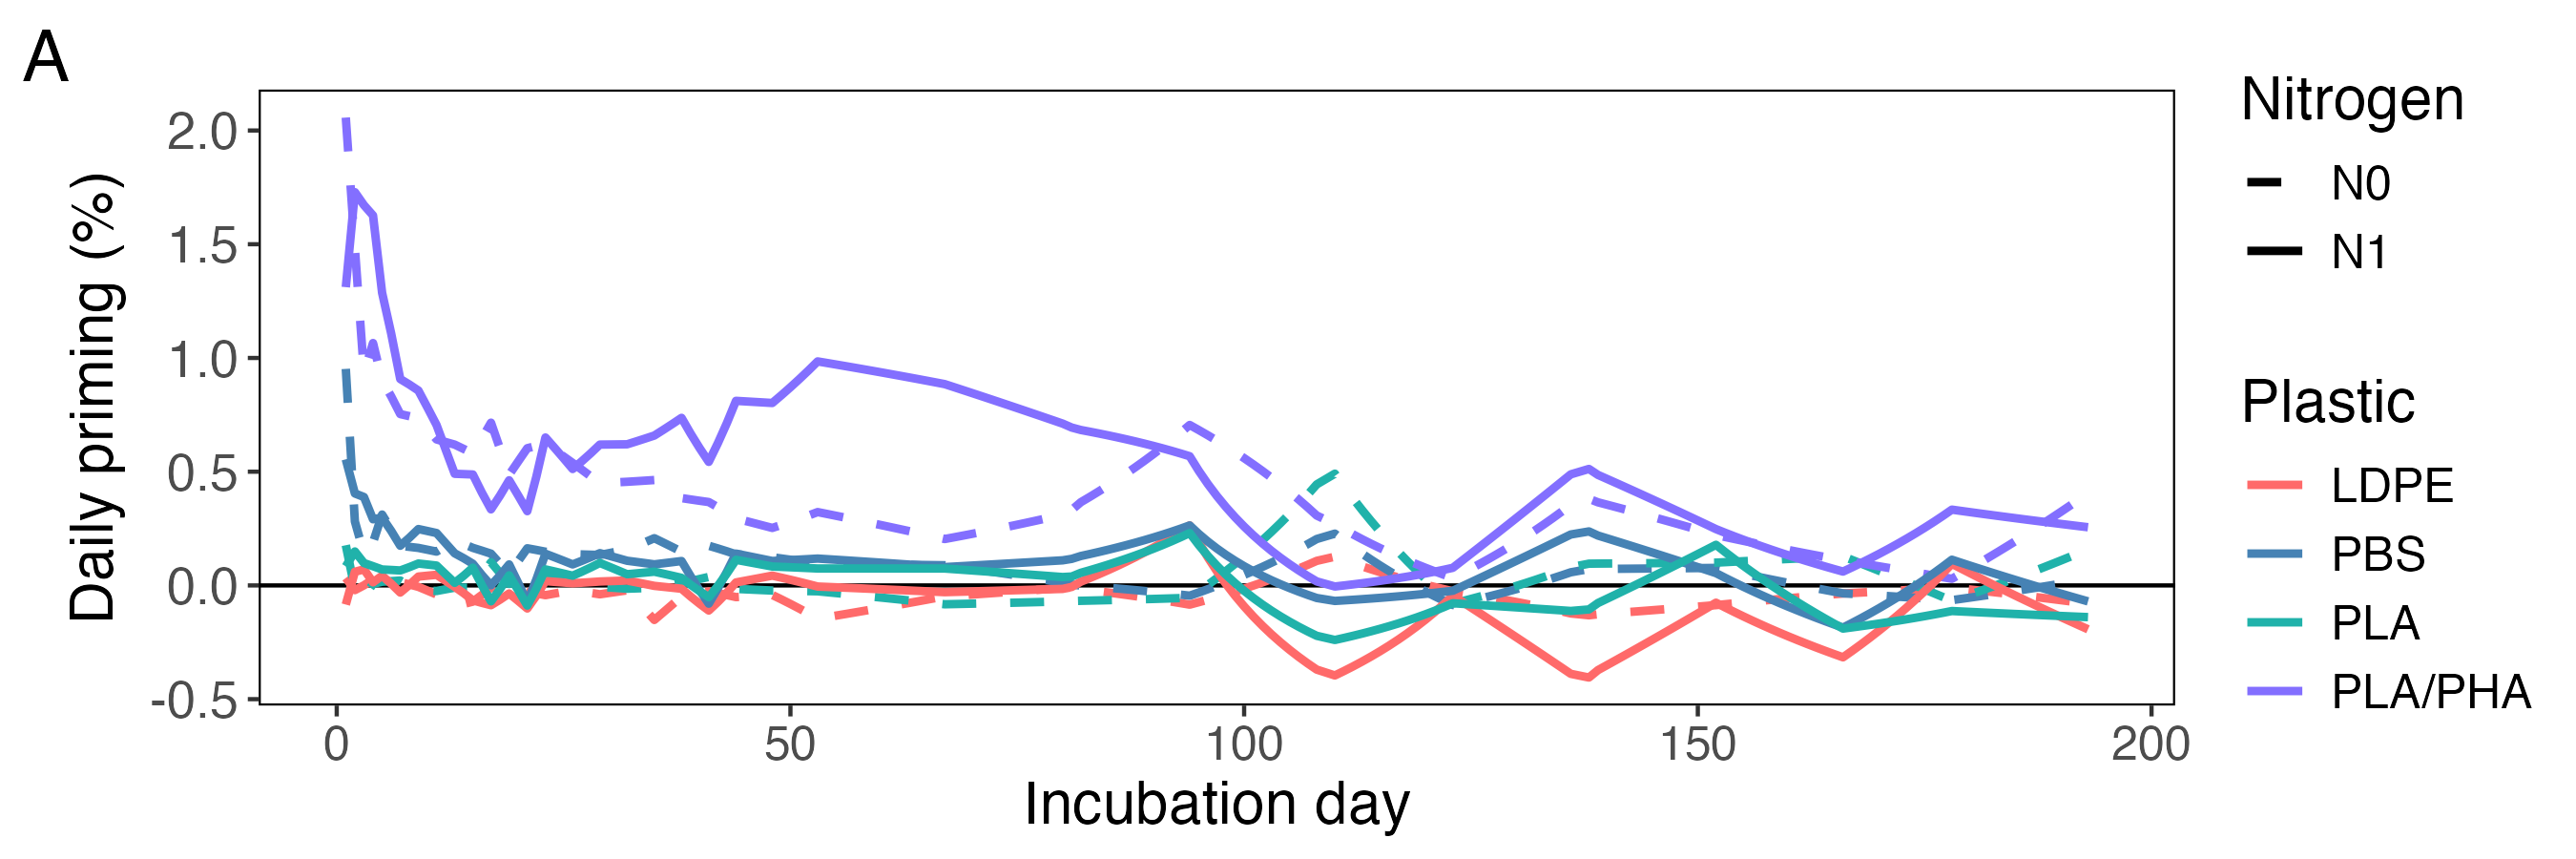 A
Daily priming (%)
2.0
1.5
1.0
0.5
0.0
-0.5
0 50 100 150 200
Incubation day
Nitrogen
N0
N1
Plastic
LDPE
PBS
PLA
PLA/PHA